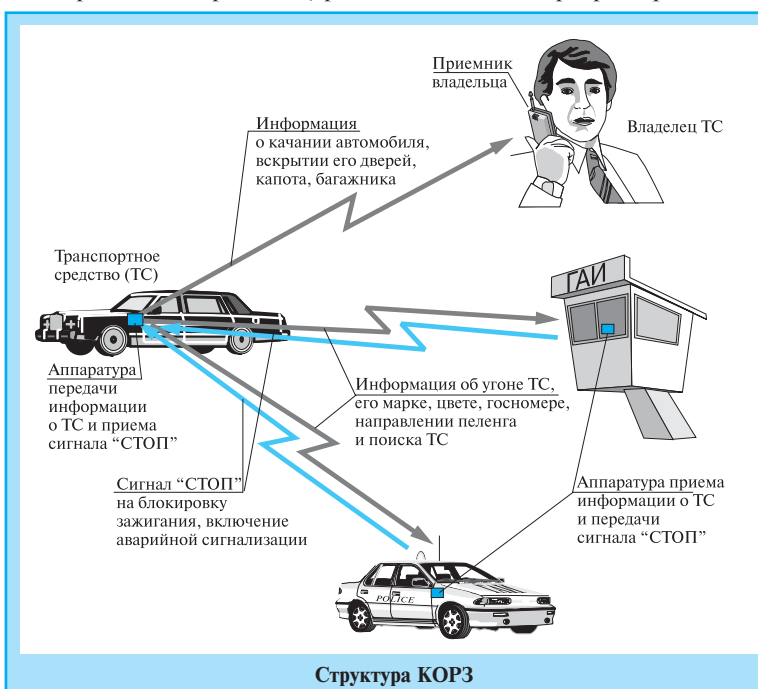 Приемник
владельца
Владелец ТС
Информация
о качании автомобиля,
вскрытии его дверей,
капота, багажника
Транспортное
средство (ТС)
ГАИ
Аппаратура
передачи
информации
о ТС и приема
сигнала “СТОП”
Информация об угоне ТС,
его марке, цвете, госномере,
направлении пеленга
и поиска ТС
Сигнал “СТОП”
на блокировку
зажигания, включение
аварийной сигнализации
Аппаратура приема
информации о ТС
и передачи
сигнала “СТОП”
POLICE
Структура КОРЗ